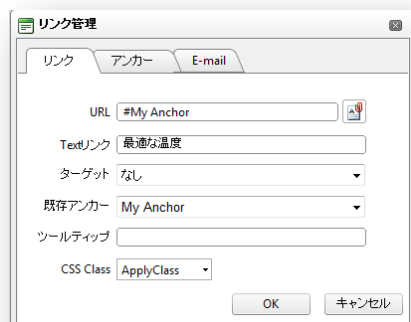 リンク管理
リンク アンカー E-mail
URL #My Anchor
Textリンク 最適な温度
ターゲット なし
既存アンカー My Anchor
ツールティップ
CSS Class ApplyClass
OK キャンセル